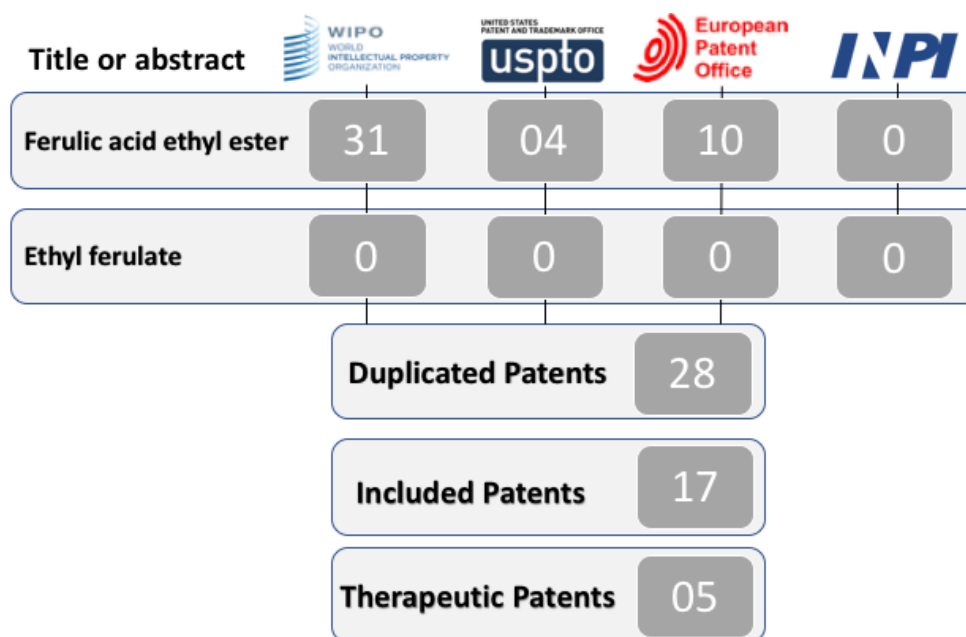 Title or abstract
WIPO
WORLD
INTELLECTUAL PROPERTY
ORGANIZATION
UNITED STATES
PATENT AND TRADEMARK OFFICE
uspto
European
Patent
Office
INPI
Ferulic acid ethyl ester 31 04 10 0
Ethyl ferulate 0 0 0 0
Duplicated Patents 28
Included Patents 17
Therapeutic Patents 05